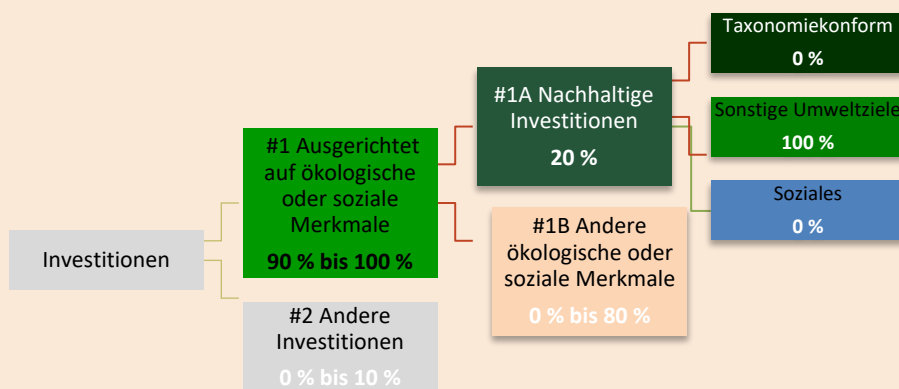 Investitionen
#1 Ausgerichtet
auf ökologische
oder soziale
Merkmale
90 % bis 100 %
#2 Andere
Investitionen
0 % bis 10 %
#1A Nachhaltige
Investitionen
20 %
#1B Andere
ökologische oder
soziale Merkmale
0 % bis 80 %
Taxonomiekonform
0 %
Sonstige Umweltziele
100 %
Soziales
0 %